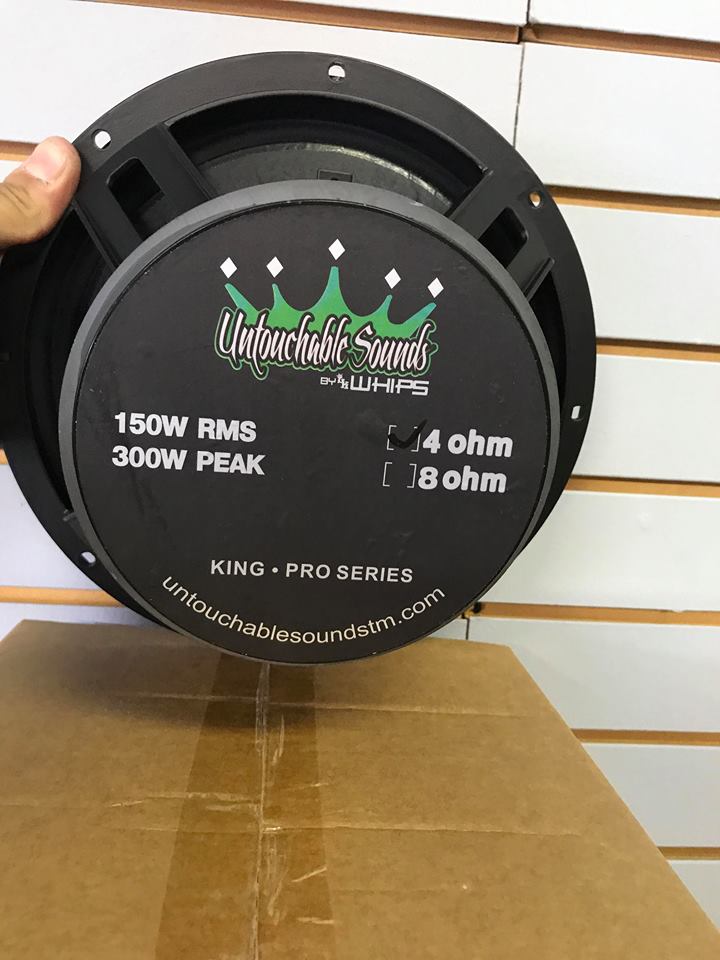 Untouchable Sounds
BY WHIPS
150W RMS
300W PEAK
[✓]4 ohm
[ ]8 ohm
KING • PRO SERIES
untouchablesoundstm.com